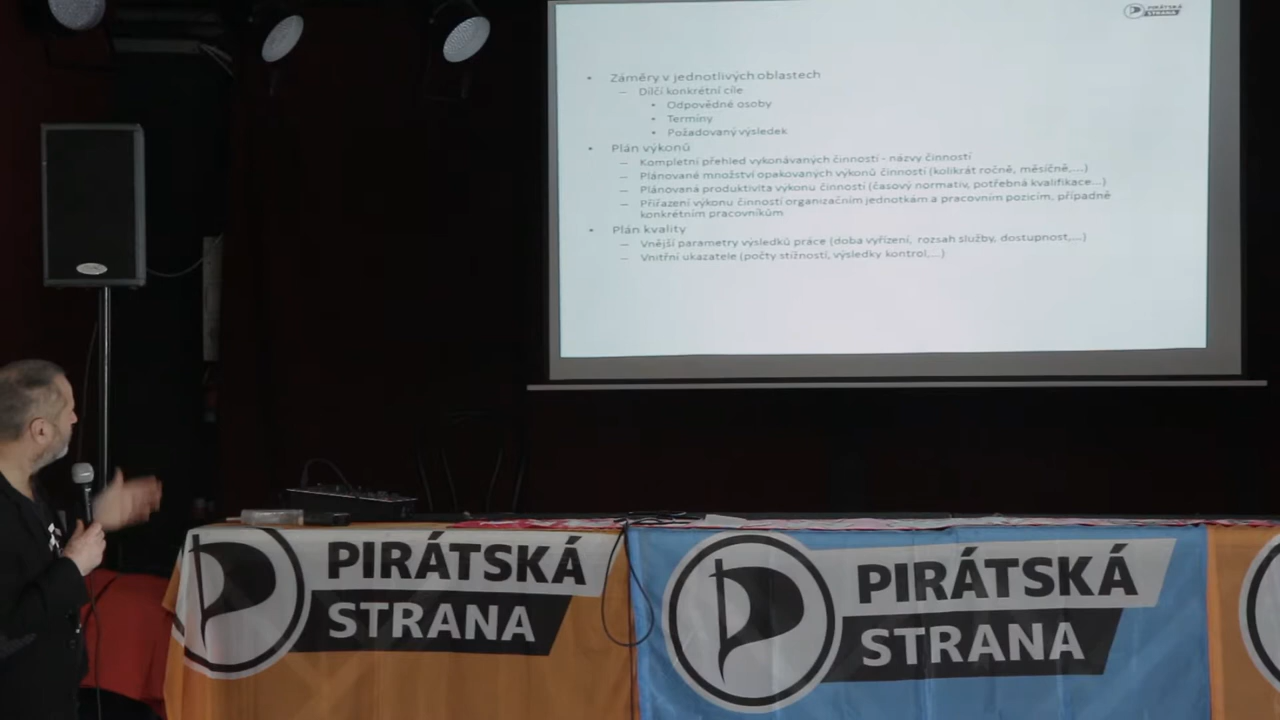 PIRÁTSKÁ
STRANA
• Záměry v jednotlivých oblastech
– Dílčí konkrétní cíle
• Odpovědné osoby
• Termíny
• Požadovaný výsledek
• Plán výkonů
– Kompletní přehled vykonávaných činností - názvy činností
– Plánované množství opakovaných výkonů činností (kolikrát ročně, měsíčně,...)
– Plánovaná produktivita výkonu činností (časový normativ, potřebná kvalifikace...)
– Přiřazení výkonu činností organizačním jednotkám a pracovním pozicím, případně
konkrétním pracovníkům
• Plán kvality
– Vnější parametry výsledků práce (doba vyřízení, rozsah služby, dostupnost,...)
– Vnitřní ukazatele (počty stížností, výsledky kontrol,...)
PIRÁTSKÁ
STRANA
PIRÁTSKÁ
STRANA